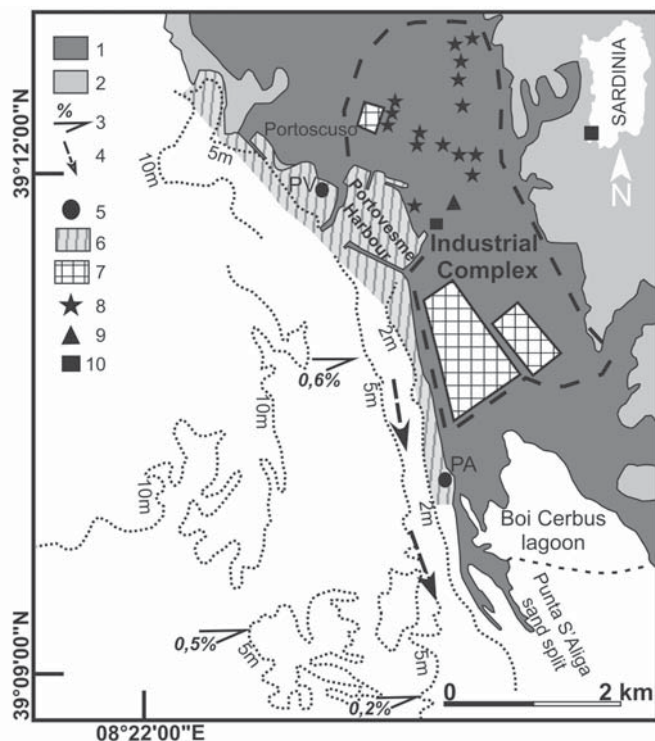 1
2
%
3
4
5
6
7
8
9
10
SARDINIA
N
39°12'00"N
39°09'00"N
08°22'00"E
Portoscuso
PV
Portovesme
Harbour
Industrial
Complex
10m
5m
2m
5m
0,6%
10m
10m
PA
2m
Boi Cerbus
lagoon
Punta S'Aliga
sand split
0,5%
5m
5m
0,2%
0
2 km